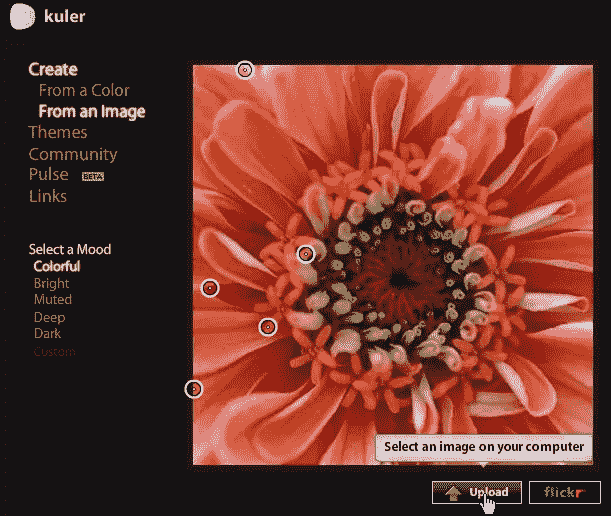 kuler
Create
From a Color
From an Image
Themes
Community
Pulse BETA
Links
Select a Mood
Colorful
Bright
Muted
Deep
Dark
Custom
Select an image on your computer
Upload
flickr